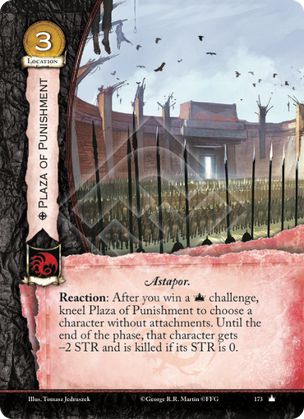 3
LOCATION
PLAZA OF PUNISHMENT
Astapor.
Reaction: After you win a challenge,
kneel Plaza of Punishment to choose a
character without attachments. Until the
end of the phase, that character gets
–2 STR and is killed if its STR is 0.
Illus. Tomasz Jedruszek ©George R.R. Martin ©FFG 173